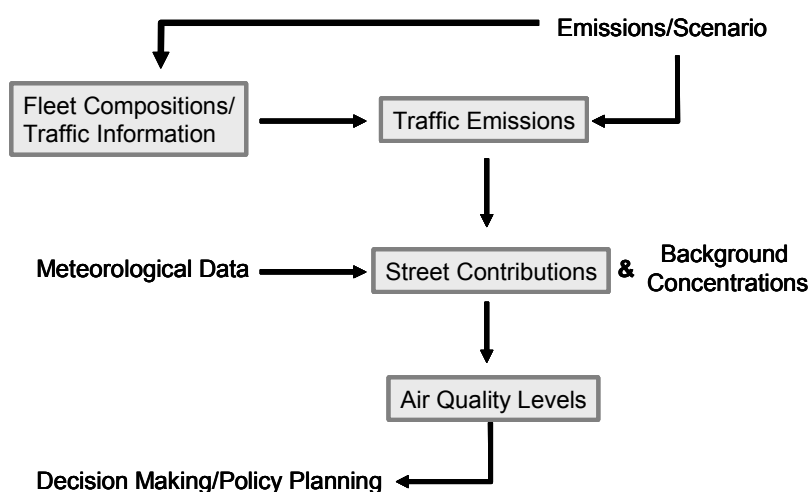 Emissions/Scenario
Fleet Compositions/
Traffic Information
Traffic Emissions
Meteorological Data
Street Contributions
&
Background
Concentrations
Air Quality Levels
Decision Making/Policy Planning